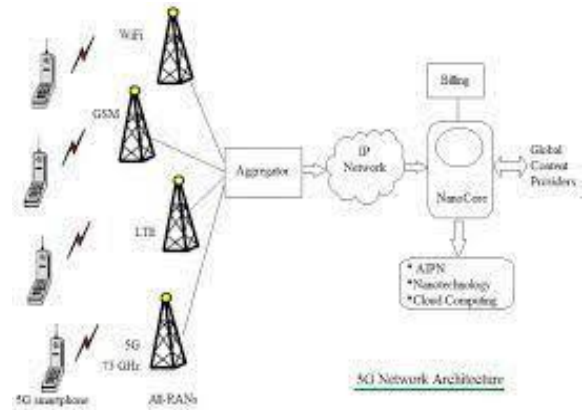 WiFi
GSM
LTE
5G
75 GHz
5G smartphone
All-RANs
Aggregator
IP
Network
Billing
NanoCore
Global
Content
Providers
* AIPN
*Nanotechnology
*Cloud Computing
5G Network Architecture